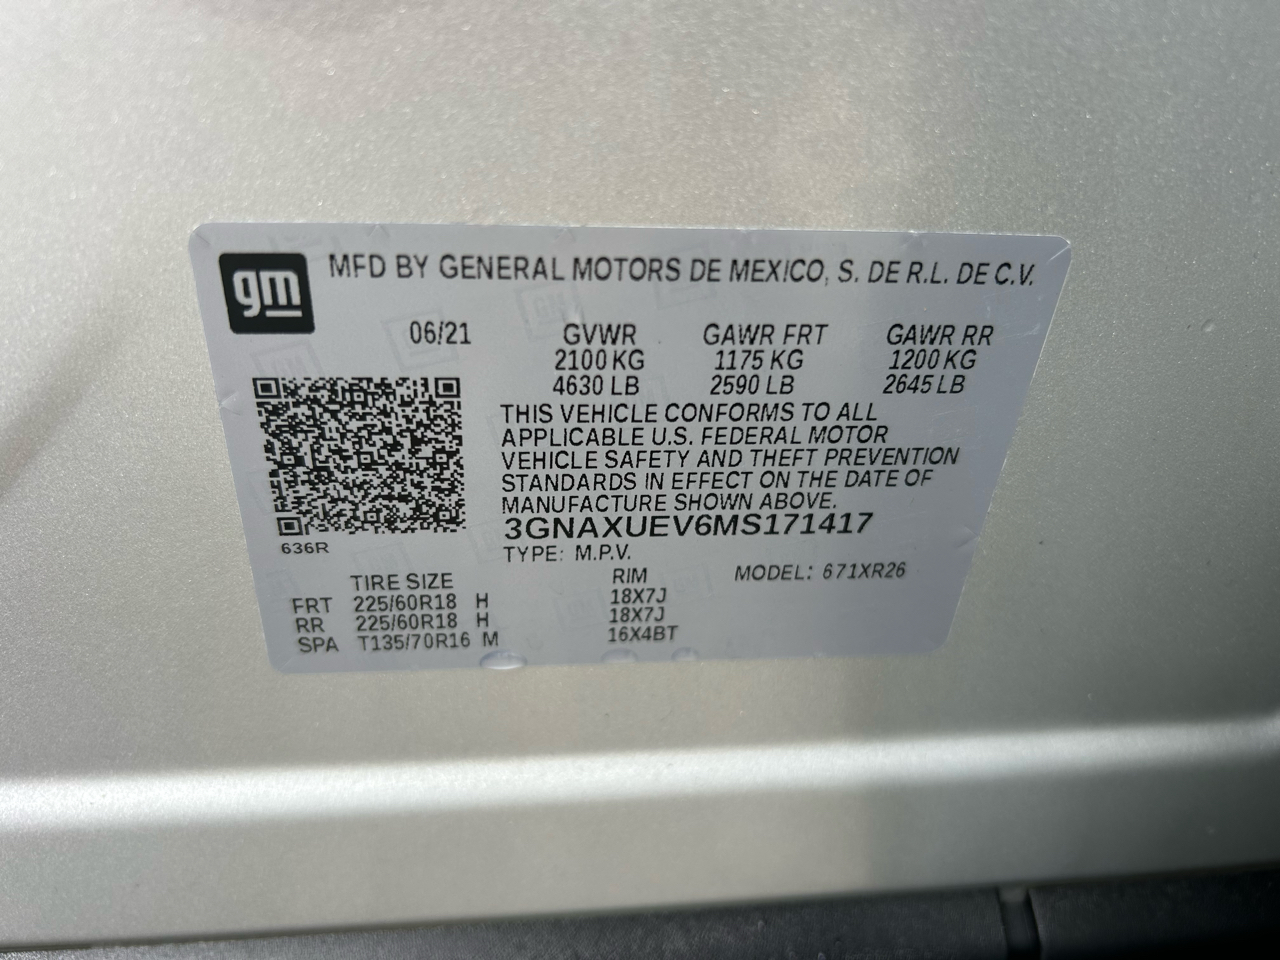 gm
MFD BY GENERAL MOTORS DE MEXICO, S. DE R.L. DE C.V.
06/21 GVWR GAWR FRT GAWR RR
2100 KG 1175 KG 1200 KG
4630 LB 2590 LB 2645 LB
THIS VEHICLE CONFORMS TO ALL
APPLICABLE U.S. FEDERAL MOTOR
VEHICLE SAFETY AND THEFT PREVENTION
STANDARDS IN EFFECT ON THE DATE OF
MANUFACTURE SHOWN ABOVE.
3GNAXUEV6MS171417
636R
TYPE: M.P.V.
MODEL: 671XR26
TIRE SIZE RIM
FRT 225/60R18 H 18X7J
RR 225/60R18 H 18X7J
SPA T135/70R16 M 16X4BT